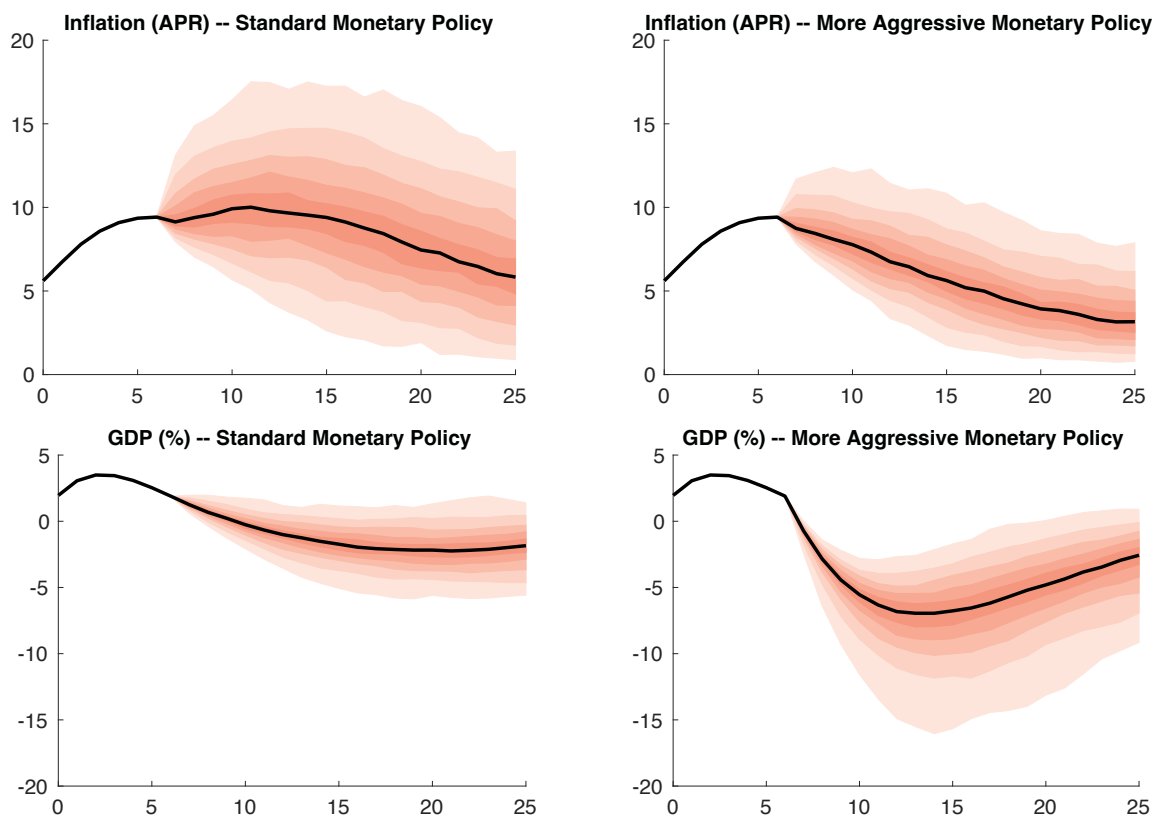 Inflation (APR) -- Standard Monetary Policy
20
15
10
5
0
0 5 10 15 20 25
Inflation (APR) -- More Aggressive Monetary Policy
20
15
10
5
0
0 5 10 15 20 25
GDP (%) -- Standard Monetary Policy
5
0
-5
-10
-15
-20
0 5 10 15 20 25
GDP (%) -- More Aggressive Monetary Policy
5
0
-5
-10
-15
-20
0 5 10 15 20 25